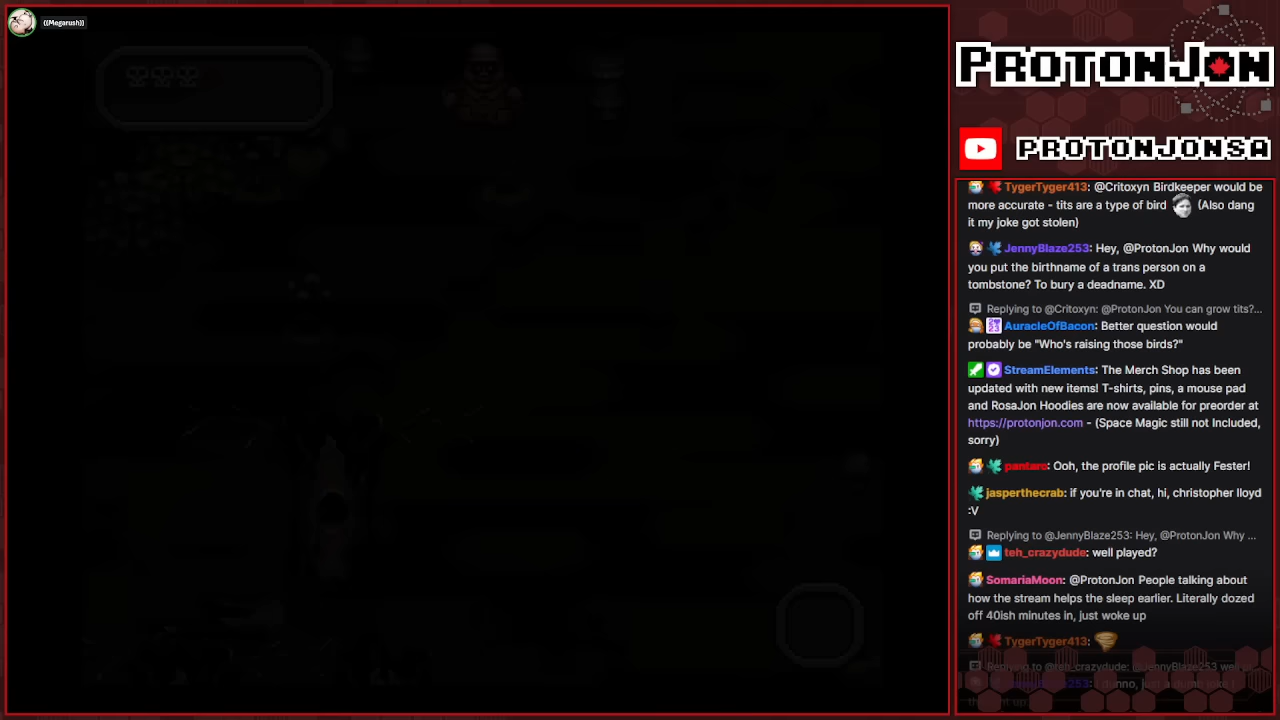 ((Megarush))
PROTONJON
PROTONJONSA
TygerTyger413: @Critoxyn Birdkeeper would be
more accurate - tits are a type of bird (Also dang
it my joke got stolen)
JennyBlaze253: Hey, @ProtonJon Why would
you put the birthname of a trans person on a
tombstone? To bury a deadname. XD
Replying to @Critoxyn: @ProtonJon You can grow tits?...
AuracleOfBacon: Better question would
probably be "Who's raising those birds?"
StreamElements: The Merch Shop has been
updated with new items! T-shirts, pins, a mouse pad
and RosaJon Hoodies are now available for preorder at
https://protonjon.com - (Space Magic still not Included,
sorry)
pantaro: Ooh, the profile pic is actually Fester!
jasperthecrab: if you're in chat, hi, christopher lloyd
:V
Replying to @JennyBlaze253: Hey, @ProtonJon Why ...
teh_crazydude: well played?
SomariaMoon: @ProtonJon People talking about
how the stream helps the sleep earlier. Literally dozed
off 40ish minutes in, just woke up
TygerTyger413:
Replying to @teh_crazydude: @JennyBlaze253 well